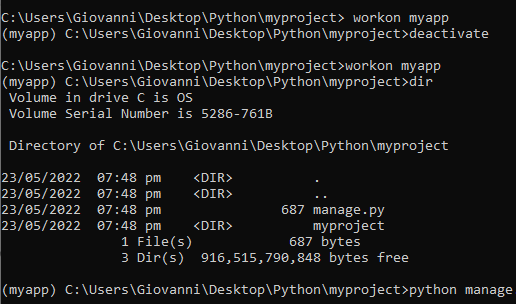 C:\Users\Giovanni\Desktop\Python\myproject> workon myapp
(myapp) C:\Users\Giovanni\Desktop\Python\myproject>deactivate
C:\Users\Giovanni\Desktop\Python\myproject>workon myapp
(myapp) C:\Users\Giovanni\Desktop\Python\myproject>dir
Volume in drive C is OS
Volume Serial Number is 5286-761B
Directory of C:\Users\Giovanni\Desktop\Python\myproject
23/05/2022  07:48 pm    <DIR>          .
23/05/2022  07:48 pm    <DIR>          ..
23/05/2022  07:48 pm               687 manage.py
23/05/2022  07:48 pm    <DIR>          myproject
1 File(s)            687 bytes
3 Dir(s)  916,515,790,848 bytes free
(myapp) C:\Users\Giovanni\Desktop\Python\myproject>python manage